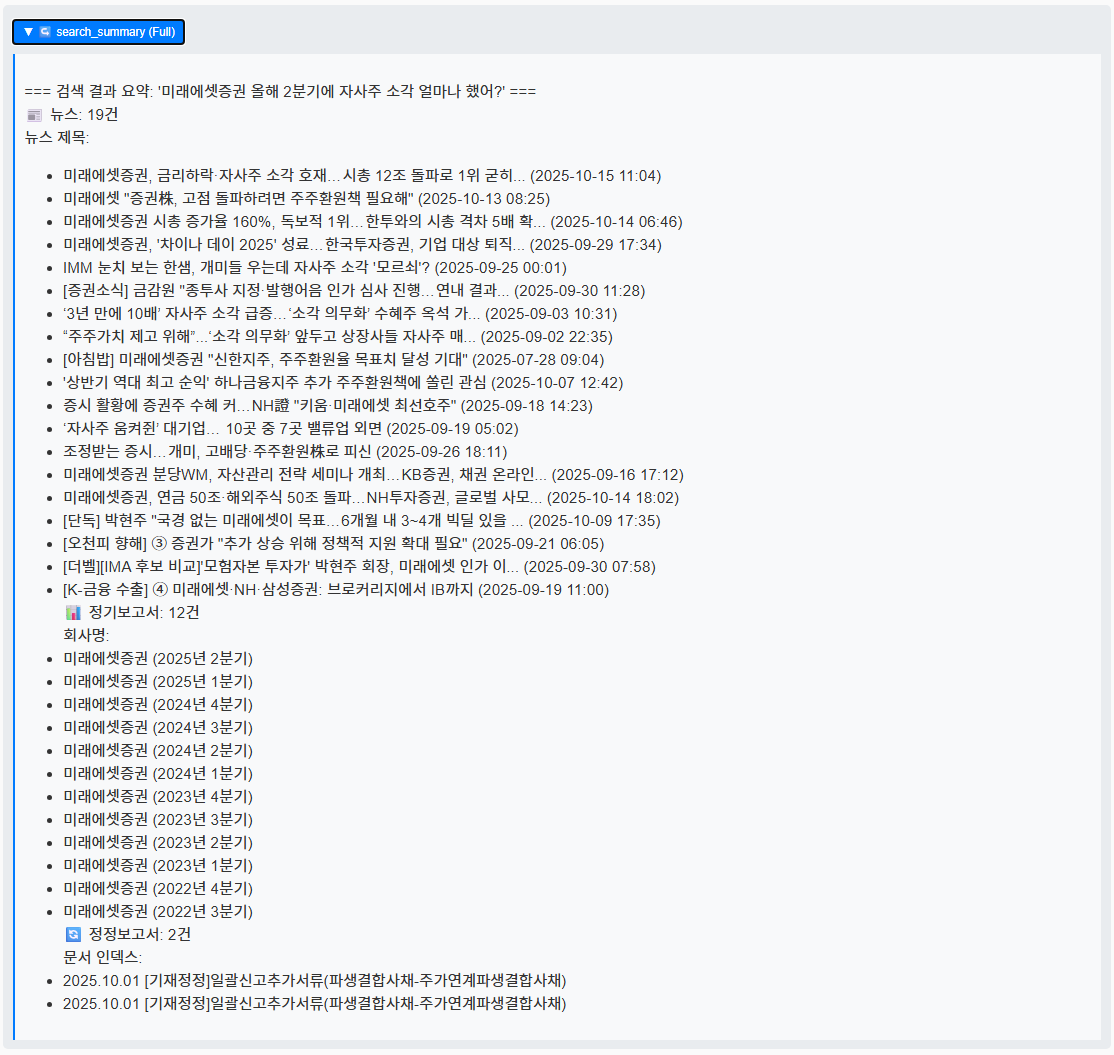 ▼ search_summary (Full)
=== 검색 결과 요약: '미래에셋증권 올해 2분기에 자사주 소각 얼마나 했어?' ===
뉴스: 19건
뉴스 제목:
• 미래에셋증권, 금리하락·자사주 소각 호재…시총 12조 돌파로 1위 굳히... (2025-10-15 11:04)
• 미래에셋 "증권株, 고점 돌파하려면 주주환원책 필요해" (2025-10-13 08:25)
• 미래에셋증권 시총 증가율 160%, 독보적 1위…한투와의 시총 격차 5배 확... (2025-10-14 06:46)
• 미래에셋증권, '차이나 데이 2025' 성료…한국투자증권, 기업 대상 퇴직... (2025-09-29 17:34)
• IMM 눈치 보는 한샘, 개미들 우는데 자사주 소각 '모르쇠'? (2025-09-25 00:01)
• [증권소식] 금감원 "종투사 지정·발행어음 인가 심사 진행…연내 결과... (2025-09-30 11:28)
• ‘3년 만에 10배’ 자사주 소각 급증…‘소각 의무화’ 수혜주 옥석 가... (2025-09-03 10:31)
• “주주가치 제고 위해”…‘소각 의무화’ 앞두고 상장사들 자사주 매... (2025-09-02 22:35)
• [아침밥] 미래에셋증권 "신한지주, 주주환원율 목표치 달성 기대" (2025-07-28 09:04)
• '상반기 역대 최고 순익' 하나금융지주 추가 주주환원책에 쏠린 관심 (2025-10-07 12:42)
• 증시 활황에 증권주 수혜 커…NH證 "키움·미래에셋 최선호주" (2025-09-18 14:23)
• ‘자사주 움켜쥔’ 대기업… 10곳 중 7곳 밸류업 외면 (2025-09-19 05:02)
• 조정받는 증시…개미, 고배당·주주환원株로 피신 (2025-09-26 18:11)
• 미래에셋증권 분당WM, 자산관리 전략 세미나 개최…KB증권, 채권 온라인... (2025-09-16 17:12)
• 미래에셋증권, 연금 50조·해외주식 50조 돌파…NH투자증권, 글로벌 사모... (2025-10-14 18:02)
• [단독] 박현주 "국경 없는 미래에셋이 목표…6개월 내 3~4개 빅딜 있을 ... (2025-10-09 17:35)
• [오천피 향해] ③ 증권가 "추가 상승 위해 정책적 지원 확대 필요" (2025-09-21 06:05)
• [더벨][IMA 후보 비교]'모험자본 투자가' 박현주 회장, 미래에셋 인가 이... (2025-09-30 07:58)
• [K-금융 수출] ④ 미래에셋·NH·삼성증권: 브로커리지에서 IB까지 (2025-09-19 11:00)
정기보고서: 12건
회사명:
• 미래에셋증권 (2025년 2분기)
• 미래에셋증권 (2025년 1분기)
• 미래에셋증권 (2024년 4분기)
• 미래에셋증권 (2024년 3분기)
• 미래에셋증권 (2024년 2분기)
• 미래에셋증권 (2024년 1분기)
• 미래에셋증권 (2023년 4분기)
• 미래에셋증권 (2023년 3분기)
• 미래에셋증권 (2023년 2분기)
• 미래에셋증권 (2023년 1분기)
• 미래에셋증권 (2022년 4분기)
• 미래에셋증권 (2022년 3분기)
정정보고서: 2건
문서 인덱스:
• 2025.10.01 [기재정정]일괄신고추가서류(파생결합사채-주가연계파생결합사채)
• 2025.10.01 [기재정정]일괄신고추가서류(파생결합사채-주가연계파생결합사채)